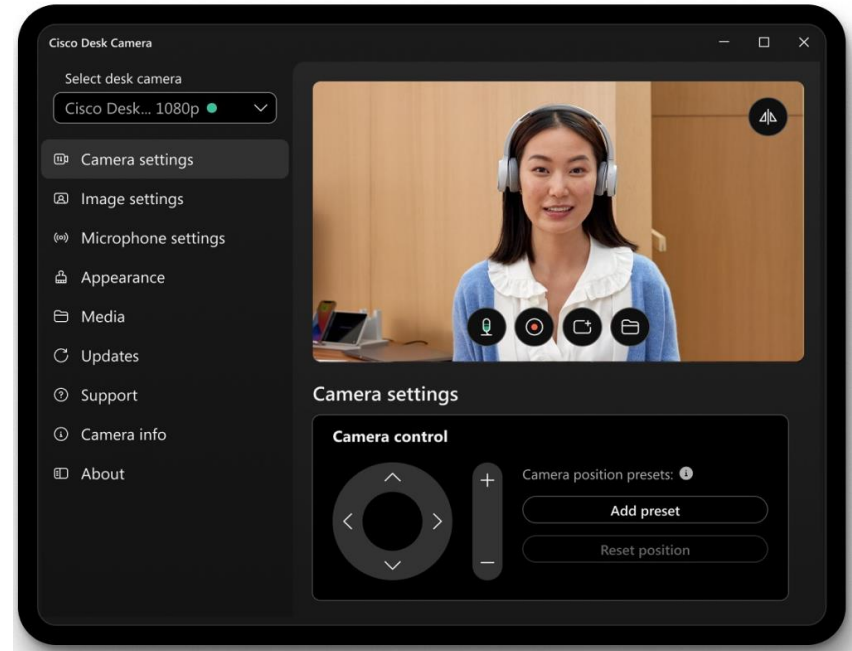 Cisco Desk Camera
Select desk camera
Cisco Desk... 1080p
Camera settings
Image settings
Microphone settings
Appearance
Media
Updates
Support
Camera info
About
Camera settings
Camera control
Camera position presets:
Add preset
Reset position